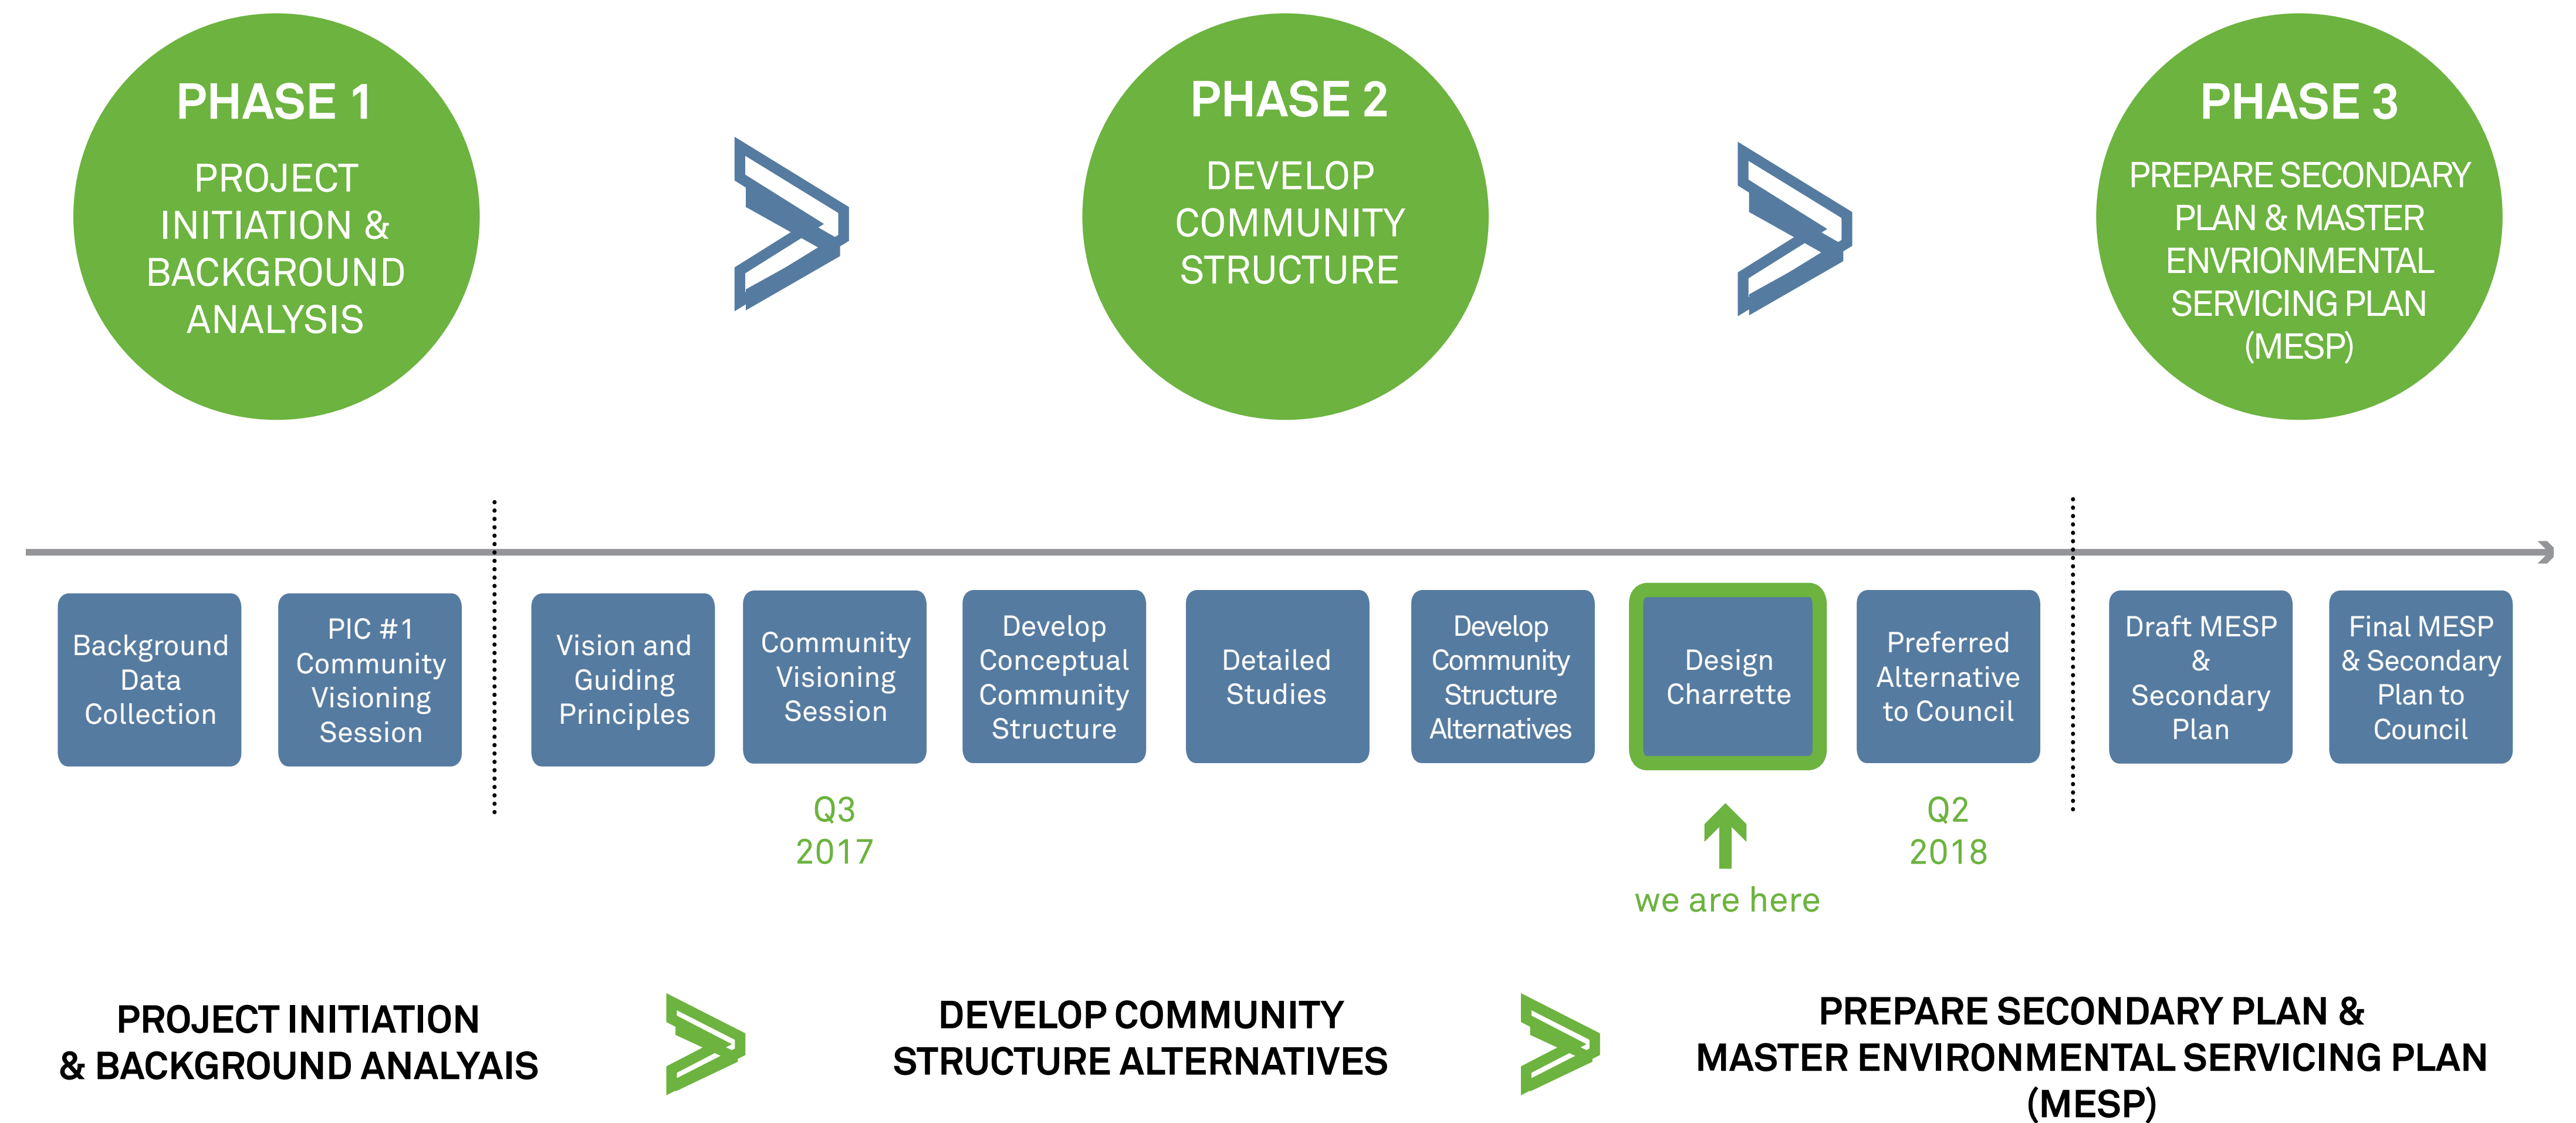 PHASE 1
PROJECT
INITIATION &
BACKGROUND
ANALYSIS
PHASE 2
DEVELOP
COMMUNITY
STRUCTURE
PHASE 3
PREPARE SECONDARY
PLAN & MASTER
ENVRIONMENTAL
SERVICING PLAN
(MESP)
Background
Data
Collection
PIC #1
Community
Visioning
Session
Vision and
Guiding
Principles
Community
Visioning
Session
Develop
Conceptual
Community
Structure
Detailed
Studies
Develop
Community
Structure
Alternatives
Design
Charrette
Preferred
Alternative
to Council
Draft MESP
&
Secondary
Plan
Final MESP
& Secondary
Plan to
Council
Q3
2017
we are here
Q2
2018
PROJECT INITIATION
& BACKGROUND ANALYAIS
DEVELOP COMMUNITY
STRUCTURE ALTERNATIVES
PREPARE SECONDARY PLAN &
MASTER ENVIRONMENTAL SERVICING PLAN
(MESP)